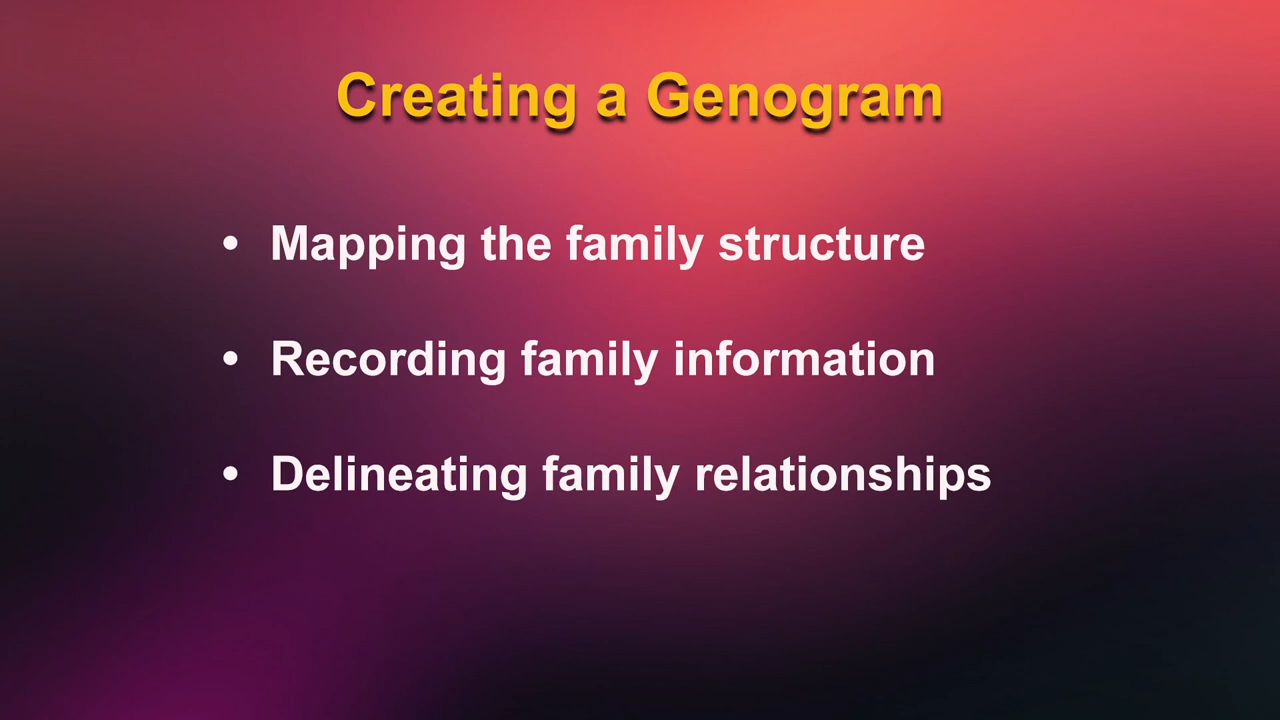 Creating a Genogram
• Mapping the family structure
• Recording family information
• Delineating family relationships